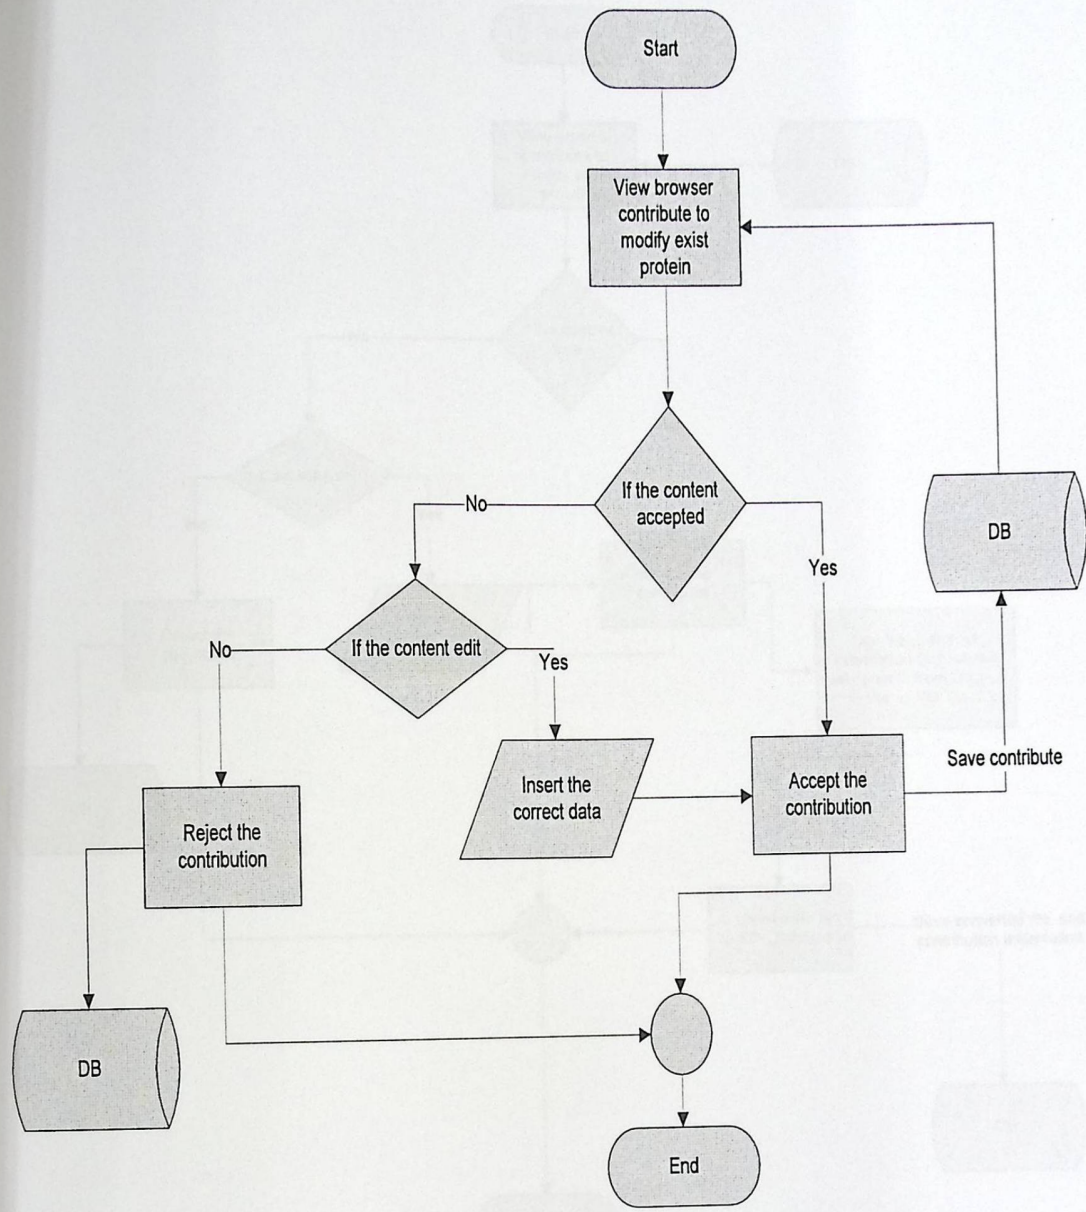 Start
View browser
contribute to
modify exist
protein
If the content
accepted
No
DB
Yes
If the content edit
No
Yes
Save contribute
Insert the
correct data
Accept the
contribution
Reject the
contribution
DB
End